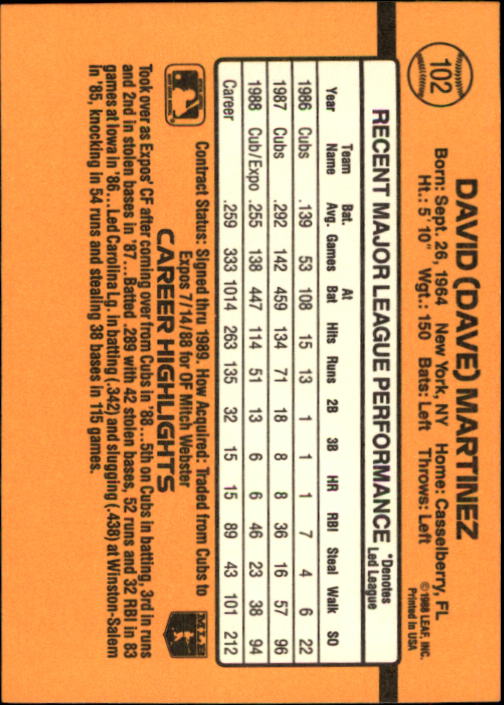 102
DAVID (DAVE) MARTINEZ
Born: Sept. 26, 1964 New York, NY Home: Casselberry, FL
Ht.: 5' 10" Wgt.: 150 Bats: Left Throws: Left
©1988 LEAF, INC.
Printed in USA
RECENT MAJOR LEAGUE PERFORMANCE
*Denotes
Led League
Year Team Name Bat. Avg. Games At Bat Hits Runs 2B 3B HR RBI Steal Walk SO
1986 Cubs .139 53 108 15 13 1 1 1 7 4 6 22
1987 Cubs .292 142 459 134 71 18 8 8 36 16 57 96
1988 Cub/Expo .255 138 447 114 51 13 6 6 46 23 38 94
Career .259 333 1014 263 135 32 15 15 89 43 101 212
Contract Status: Signed thru 1989. How Acquired: Traded from Cubs to
Expos 7/14/88 for OF Mitch Webster
CAREER HIGHLIGHTS
MLB
Took over as Expos' CF after coming over from Cubs in '88...5th on Cubs in batting, 3rd in runs
and 2nd in stolen bases in '87...Batted .289 with 42 stolen bases, 52 runs and 32 RBI in 83
games at Iowa in '86...Led Carolina Lg. in batting (.342) and slugging (.438) at Winston-Salem
in '85, knocking in 54 runs and stealing 38 bases in 115 games.